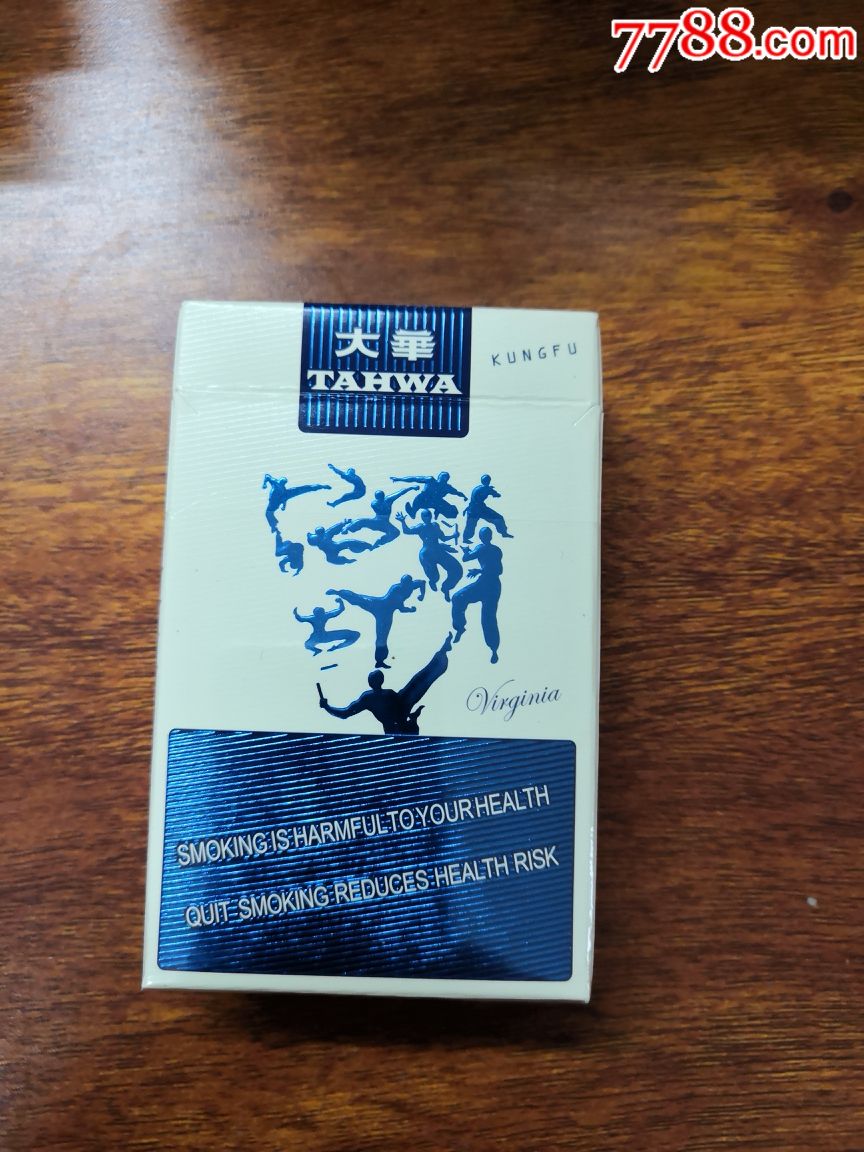 7788.com
大華
TAHWA
KUNGFU
Virginia
SMOKING IS HARMFUL TO YOUR HEALTH
QUIT SMOKING REDUCES HEALTH RISK